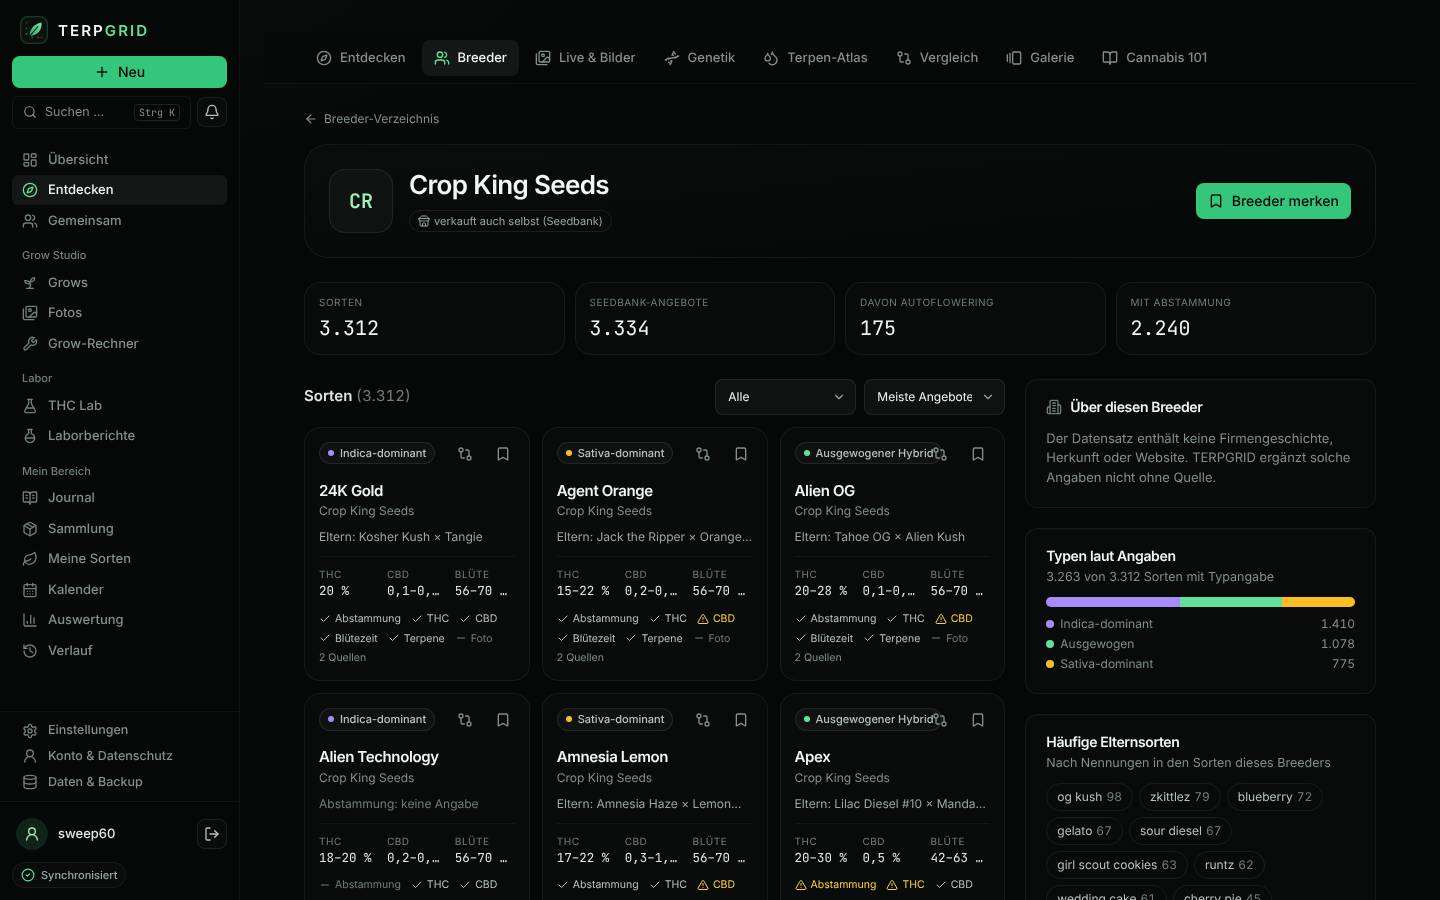 TERPGRID
Neu
Suchen ... Strg K
Übersicht
Entdecken
Gemeinsam
Grow Studio
Grows
Fotos
Grow-Rechner
Labor
THC Lab
Laborberichte
Mein Bereich
Journal
Sammlung
Meine Sorten
Kalender
Auswertung
Verlauf
Einstellungen
Konto & Datenschutz
Daten & Backup
sweep60
Synchronisiert
Entdecken Breeder Live & Bilder Genetik Terpen-Atlas Vergleich Galerie Cannabis 101
Breeder-Verzeichnis
CR
Crop King Seeds
verkauft auch selbst (Seedbank)
Breeder merken
SORTEN
3.312
SEEDBANK-ANGEBOTE
3.334
DAVON AUTOFLOWERING
175
MIT ABSTAMMUNG
2.240
Sorten (3.312)
Alle
Meiste Angebote
Indica-dominant
24K Gold
Crop King Seeds
Eltern: Kosher Kush × Tangie
THC CBD BLÜTE
20 % 0,1–0,… 56–70 …
Abstammung THC CBD
Blütezeit Terpene Foto
2 Quellen
Sativa-dominant
Agent Orange
Crop King Seeds
Eltern: Jack the Ripper × Orange…
THC CBD BLÜTE
15–22 % 0,2–0,… 56–70 …
Abstammung THC CBD
Blütezeit Terpene Foto
2 Quellen
Ausgewogener Hybrid
Alien OG
Crop King Seeds
Eltern: Tahoe OG × Alien Kush
THC CBD BLÜTE
20–28 % 0,1–0,… 56–70 …
Abstammung THC CBD
Blütezeit Terpene Foto
2 Quellen
Indica-dominant
Alien Technology
Crop King Seeds
Abstammung: keine Angabe
THC CBD BLÜTE
18–20 % 0,2–0,… 56–70 …
Abstammung THC CBD
Sativa-dominant
Amnesia Lemon
Crop King Seeds
Eltern: Amnesia Haze × Lemon…
THC CBD BLÜTE
17–22 % 0,3–1,… 56–70 …
Abstammung THC CBD
Ausgewogener Hybrid
Apex
Crop King Seeds
Eltern: Lilac Diesel #10 × Manda…
THC CBD BLÜTE
20–30 % 0,5 % 42–63 …
Abstammung THC CBD
Über diesen Breeder
Der Datensatz enthält keine Firmengeschichte,
Herkunft oder Website. TERPGRID ergänzt solche
Angaben nicht ohne Quelle.
Typen laut Angaben
3.263 von 3.312 Sorten mit Typangabe
Indica-dominant 1.410
Ausgewogen 1.078
Sativa-dominant 775
Häufige Elternsorten
Nach Nennungen in den Sorten dieses Breeders
og kush 98 zkittlez 79 blueberry 72
gelato 67 sour diesel 67
girl scout cookies 63 runtz 62
wedding cake 61 cherry pie 45